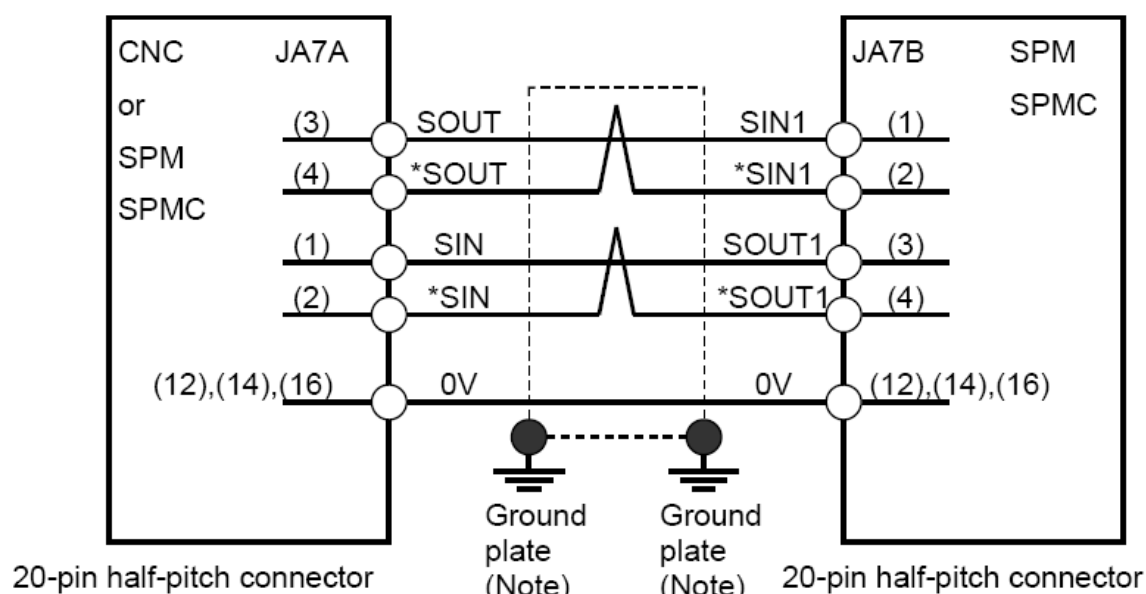 CNC JA7A
or
SPM
SPMC
(3) SOUT SIN1 (1)
(4) *SOUT *SIN1 (2)
(1) SIN SOUT1 (3)
(2) *SIN *SOUT1 (4)
(12),(14),(16) 0V 0V (12),(14),(16)
JA7B SPM
SPMC
Ground
plate
(Note)
Ground
plate
(Note)
20-pin half-pitch connector
20-pin half-pitch connector